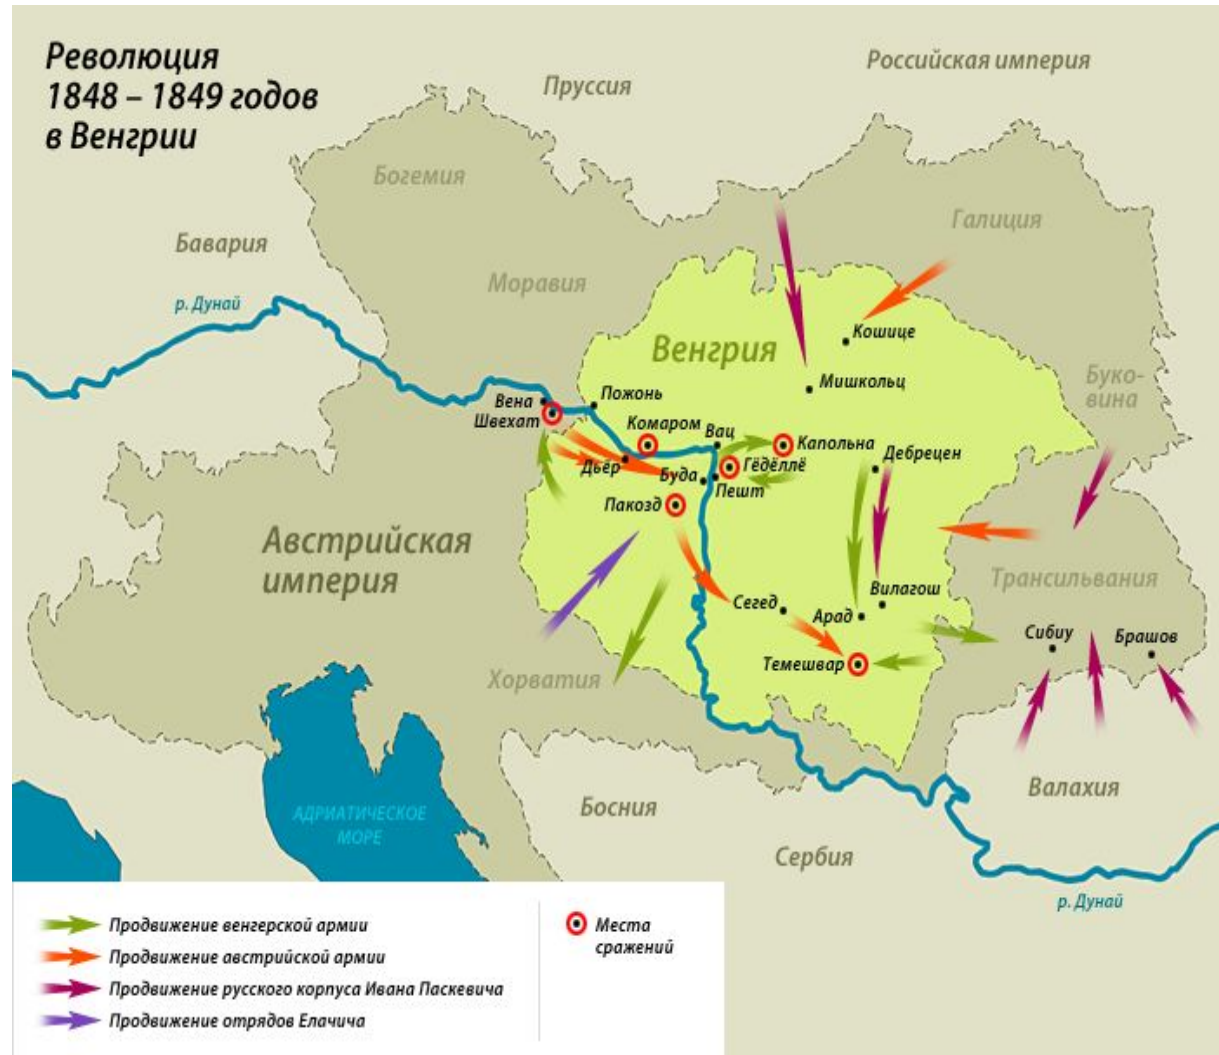 Революция
1848 – 1849 годов
в Венгрии
Пруссия
Российская империя
Богемия
Галиция
Бавария
Моравия
р. Дунай
Венгрия
Кошице
Мишкольц
Буко-
вина
Вена
Швехат
Пожонь
Комаром
Вац
Капольна
Дьёр
Буда
Гёдёллё
Пешт
Дебрецен
Пакозд
Австрийская
империя
Трансильвания
Вилагош
Сегед
Арад
Сибиу
Брашов
Темешвар
Хорватия
АДРИАТИЧЕСКОЕ
МОРЕ
Босния
Валахия
Сербия
р. Дунай
Продвижение венгерской армии
Продвижение австрийской армии
Продвижение русского корпуса Ивана Паскевича
Продвижение отрядов Елачича
Места
сражений